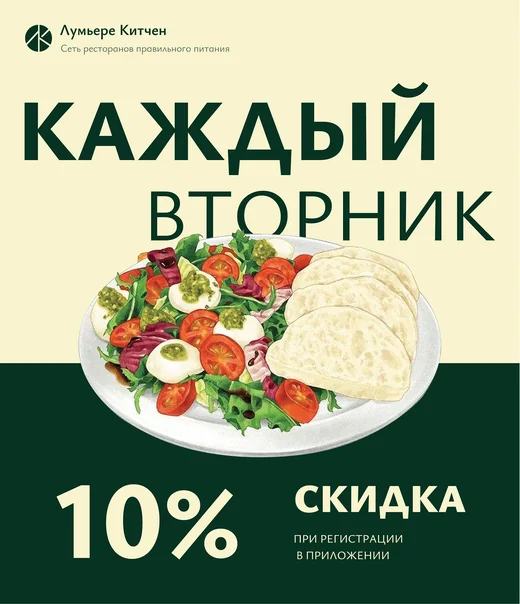 Лумьере Китчен
Сеть ресторанов правильного питания
КАЖДЫЙ
ВТОРНИК
10%
СКИДКА
ПРИ РЕГИСТРАЦИИ
В ПРИЛОЖЕНИИ